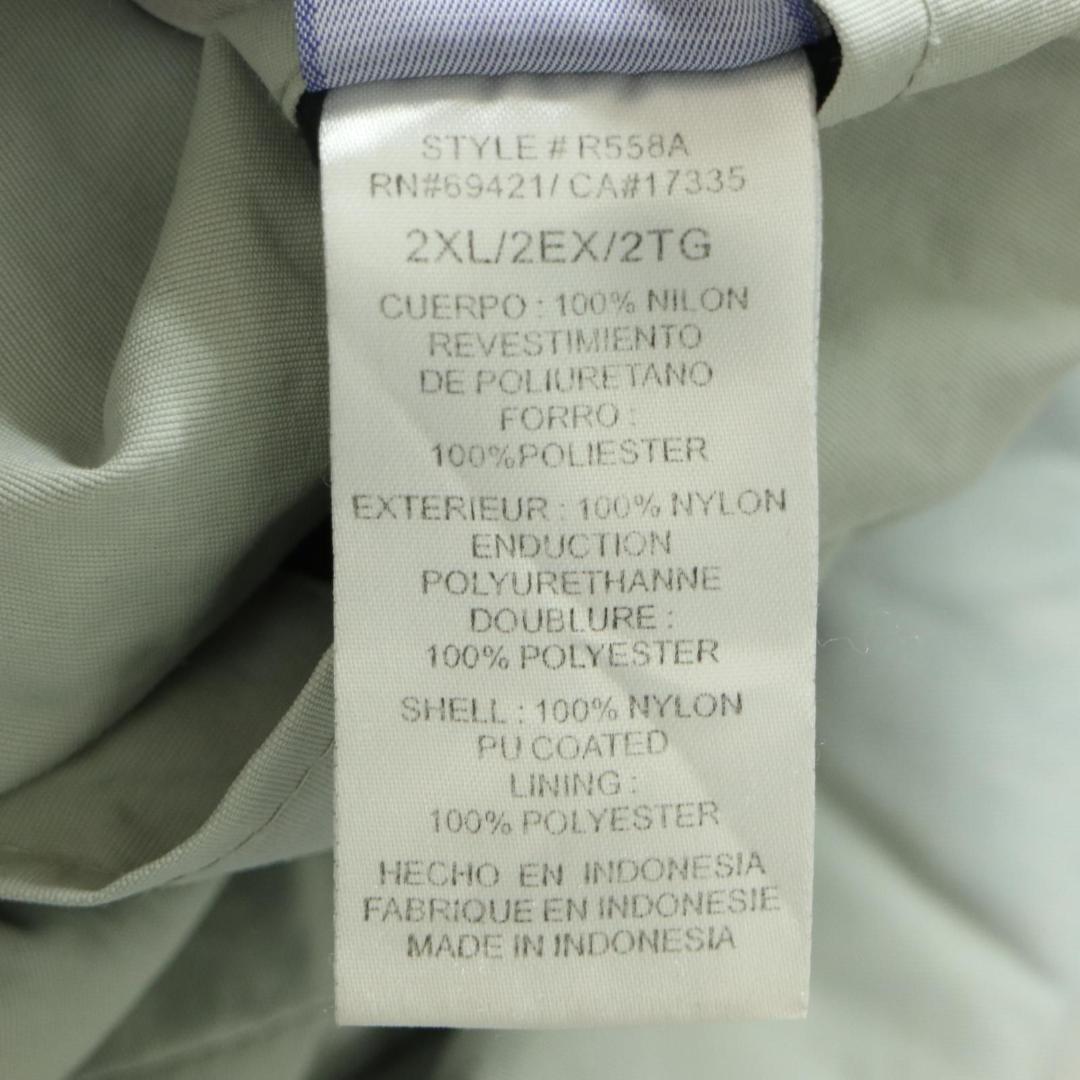 STYLE # R558A
RN#69421/ CA#17335
2XL/2EX/2TG
CUERPO : 100% NILON
REVESTIMIENTO
DE POLIURETANO
FORRO :
100%POLIESTER
EXTERIEUR : 100% NYLON
ENDUCTION
POLYURETHANNE
DOUBLURE :
100% POLYESTER
SHELL : 100% NYLON
PU COATED
LINING :
100% POLYESTER
HECHO EN INDONESIA
FABRIQUE EN INDONESIE
MADE IN INDONESIA